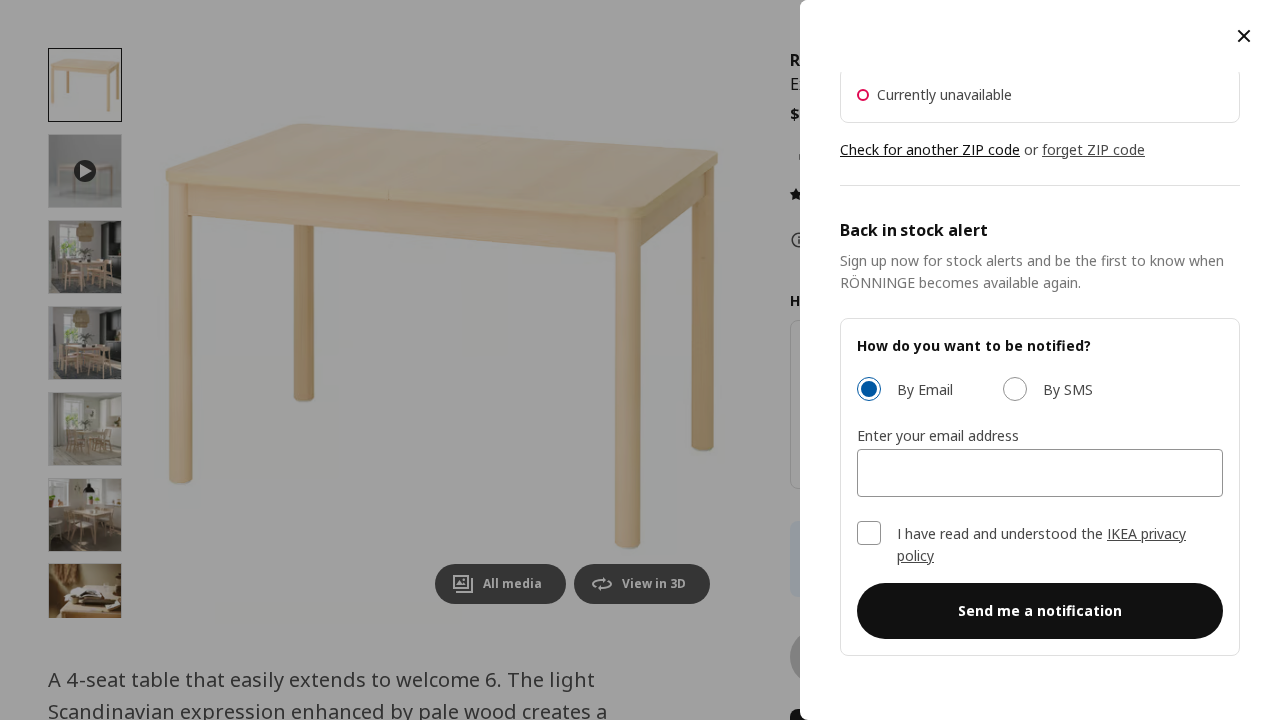 Currently unavailable
Check for another ZIP code or forget ZIP code
Back in stock alert
Sign up now for stock alerts and be the first to know when
RÖNNINGE becomes available again.
How do you want to be notified?
By Email
By SMS
Enter your email address
I have read and understood the IKEA privacy
policy
Send me a notification
All media
View in 3D
A 4-seat table that easily extends to welcome 6. The light
Scandinavian expression enhanced by pale wood creates a
R
E
$
H